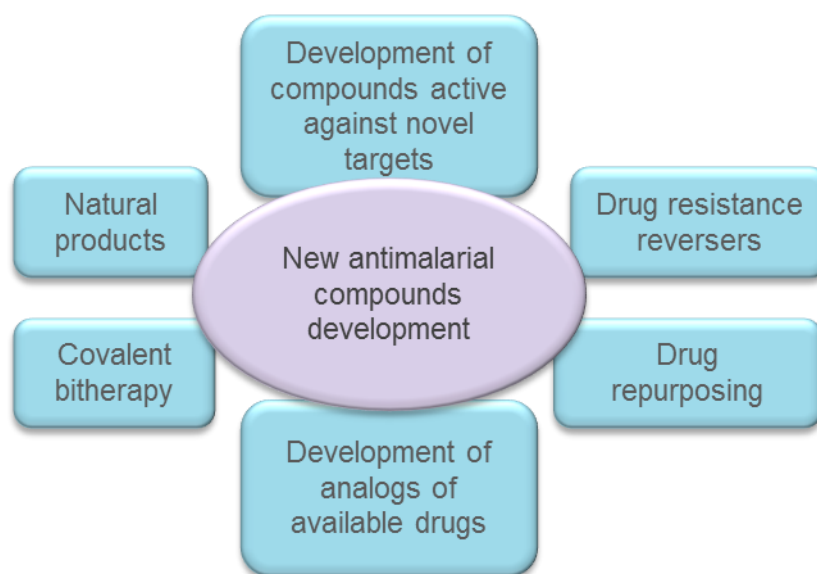 Development of
compounds active
against novel
targets
Natural
products
Drug resistance
reversers
New antimalarial
compounds
development
Covalent
bitherapy
Drug
repurposing
Development of
analogs of
available drugs